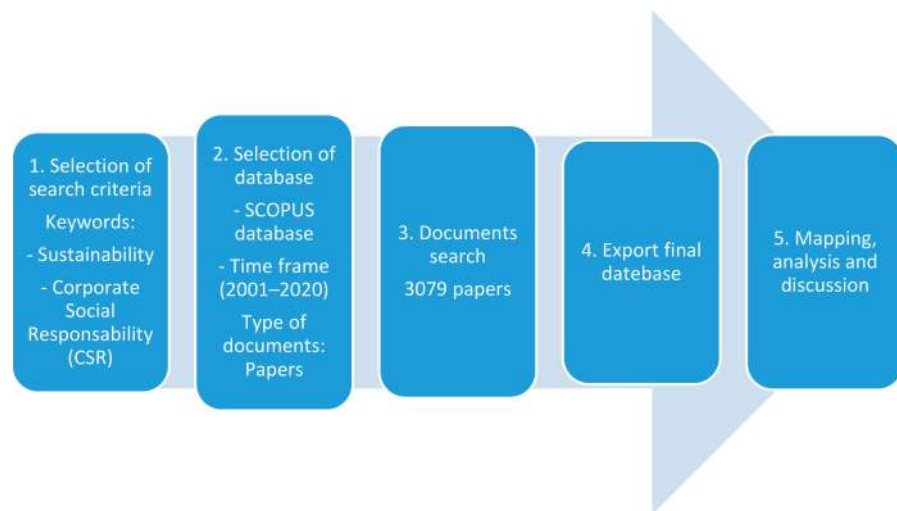 1. Selection of
search criteria
Keywords:
- Sustainability
- Corporate
Social
Responsability
(CSR)
2. Selection of
database
- SCOPUS
database
- Time frame
(2001–2020)
Type of
documents:
Papers
3. Documents
search
3079 papers
4. Export final
datebase
5. Mapping,
analysis and
discussion